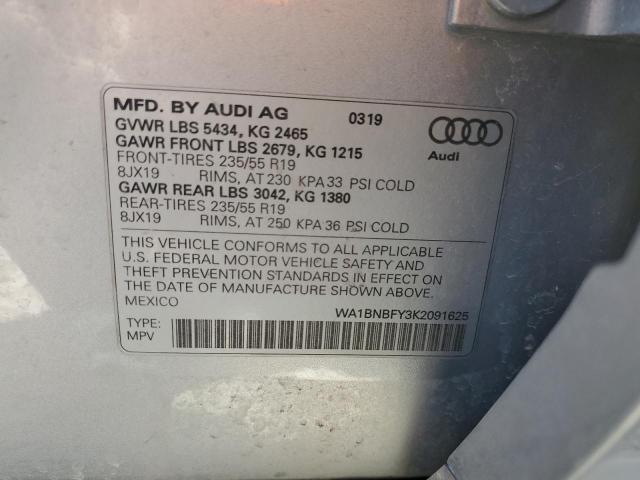 MFD. BY AUDI AG 0319
GVWR LBS 5434, KG 2465
GAWR FRONT LBS 2679, KG 1215
FRONT-TIRES 235/55 R19
8JX19 RIMS, AT 230 KPA 33 PSI COLD
GAWR REAR LBS 3042, KG 1380
REAR-TIRES 235/55 R19
8JX19 RIMS, AT 250 KPA 36 PSI COLD
Audi
THIS VEHICLE CONFORMS TO ALL APPLICABLE
U.S. FEDERAL MOTOR VEHICLE SAFETY AND
THEFT PREVENTION STANDARDS IN EFFECT ON
THE DATE OF MANUFACTURE SHOWN ABOVE.
MEXICO
WA1BNBFY3K2091625
TYPE:
MPV